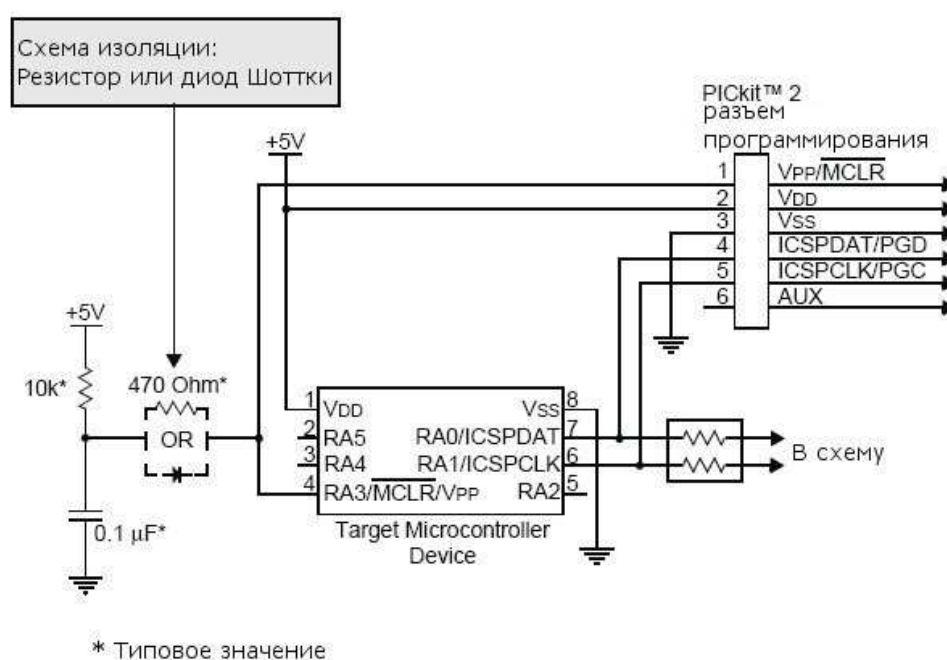 Схема изоляции:
Резистор или диод Шоттки
PICkit™ 2
разъем
программирования
+5V
1 VPP/MCLR
2 VDD
3 VSS
4 ICSPDAT/PGD
5 ICSPCLK/PGC
6 AUX
+5V
10k*
470 Ohm*
OR
0.1 µF*
1 VDD
2 RA5
3 RA4
4 RA3/MCLR/VPP
VSS 8
RA0/ICSPDAT 7
RA1/ICSPCLK 6
RA2 5
В схему
Target Microcontroller
Device
* Типовое значение